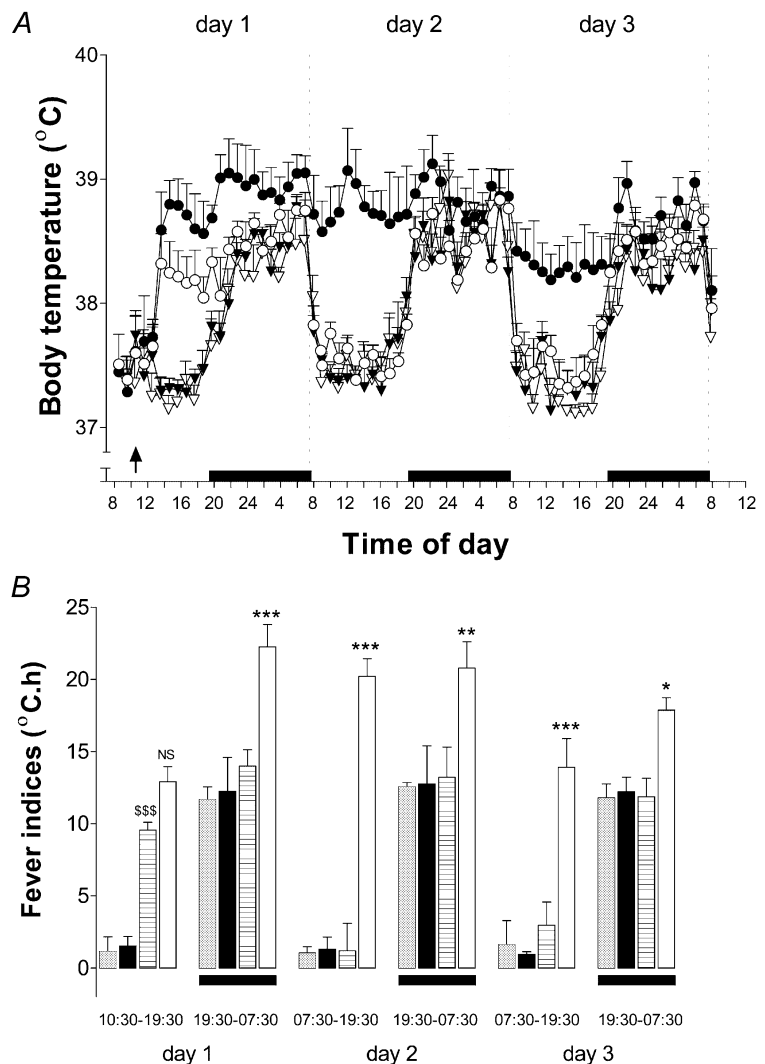 A
day 1 day 2 day 3
40
39
38
37
Body temperature (°C)
8 12 16 20 24 4 8 12 16 20 24 4 8 12 16 20 24 4 8 12
Time of day
B
25
20
15
10
5
0
Fever indices (°C.h)
$$$ NS *** *** ** *** *
10:30-19:30 19:30-07:30 07:30-19:30 19:30-07:30 07:30-19:30 19:30-07:30
day 1 day 2 day 3